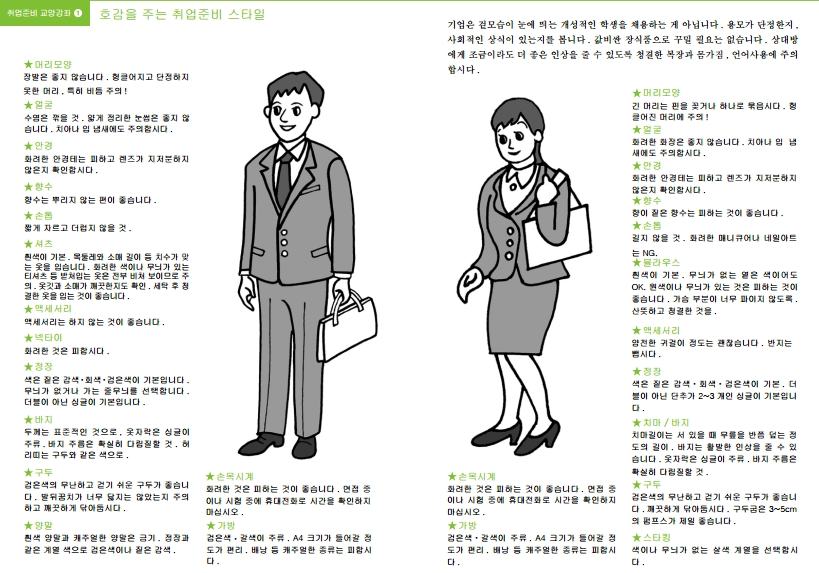 취업준비 교양강좌 ❶
호감을 주는 취업준비 스타일
기업은 겉모습이 눈에 띄는 개성적인 학생을 채용하는 게 아닙니다 . 용모가 단정한지 ,
사회적인 상식이 있는지를 봅니다 . 값비싼 장식품으로 꾸밀 필요는 없습니다 . 상대방
에게 조금이라도 더 좋은 인상을 줄 수 있도록 청결한 복장과 몸가짐 , 언어사용에 주의
합시다 .
★머리모양
장발은 좋지 않습니다 . 헝클어지고 단정하지
못한 머리 , 특히 비듬 주의 !
★얼굴
수염은 깎을 것 . 얇게 정리한 눈썹은 좋지 않
습니다 . 치아나 입 냄새에도 주의합시다 .
★안경
화려한 안경테는 피하고 렌즈가 지저분하지
않은지 확인합시다 .
★향수
향수는 뿌리지 않는 편이 좋습니다 .
★손톱
짧게 자르고 더럽지 않을 것 .
★셔츠
흰색이 기본 . 목둘레와 소매 길이 등 치수가 맞
는 옷을 입습니다 . 화려한 색이나 무늬가 있는
티셔츠 등 받쳐입는 옷은 전부 비쳐 보이므로 주
의 . 옷깃과 소매가 깨끗한지도 확인 . 세탁 후 청
결한 옷을 입는 것이 좋습니다 .
★액세서리
액세서리는 하지 않는 것이 좋습니다 .
★넥타이
화려한 것은 피합시다 .
★정장
색은 짙은 감색・회색・검은색이 기본입니다 .
무늬가 없거나 가는 줄무늬를 선택합니다 .
더블이 아닌 싱글이 기본입니다 .
★바지
두께는 표준적인 것으로 , 옷자락은 싱글이
주류 . 바지 주름은 확실히 다림질할 것 . 허
리띠는 구두와 같은 색으로 .
★구두
검은색의 무난하고 걷기 쉬운 구두가 좋습니
다 . 발뒤꿈치가 너무 닳지는 않았는지 주의
하고 깨끗하게 닦아둡시다 .
★양말
흰색 양말과 캐주얼한 양말은 금기 . 정장과
같은 계열 색으로 검은색이나 짙은 감색 .
★손목시계
화려한 것은 피하는 것이 좋습니다 . 면접 중
이나 시험 중에 휴대전화로 시간을 확인하지
마십시오 .
★가방
검은색・갈색이 주류 . A4 크기가 들어갈 정
도가 편리 . 배낭 등 캐주얼한 종류는 피합시
다 .
★손목시계
화려한 것은 피하는 것이 좋습니다 . 면접 중
이나 시험 중에 휴대전화로 시간을 확인하지
마십시오 .
★가방
검은색・갈색이 주류 . A4 크기가 들어갈 정
도가 편리 . 배낭 등 캐주얼한 종류는 피합시
다 .
★머리모양
긴 머리는 핀을 꽂거나 하나로 묶읍시다 . 헝
클어진 머리에 주의 !
★얼굴
화려한 화장은 좋지 않습니다 . 치아나 입 냄
새에도 주의합시다 .
★안경
화려한 안경테는 피하고 렌즈가 지저분하지
않은지 확인합시다 .
★향수
향이 짙은 향수는 피하는 것이 좋습니다 .
★손톱
길지 않을 것 . 화려한 매니큐어나 네일아트
는 NG.
★블라우스
흰색이 기본 . 무늬가 없는 옅은 색이어도
OK. 원색이나 무늬가 있는 것은 피하는 것이
좋습니다 . 가슴 부분이 너무 파이지 않도록 .
산뜻하고 청결한 것을 .
★액세서리
얌전한 귀걸이 정도는 괜찮습니다 . 반지는
뺍시다 .
★정장
색은 짙은 감색・회색・검은색이 기본 . 더
블이 아닌 단추가 2~3 개인 싱글이 기본입니
다 .
★치마 / 바지
치마길이는 서 있을 때 무릎을 반쯤 덮는 정
도의 길이 . 바지는 활발한 인상을 줄 수 있
습니다 . 옷자락은 싱글이 주류 . 바지 주름은
확실히 다림질할 것 .
★구두
검은색의 무난하고 걷기 쉬운 구두가 좋습니
다 . 깨끗하게 닦아둡시다 . 구두굽은 3~5cm
의 펌프스가 제일 좋습니다 .
★스타킹
색이나 무늬가 없는 살색 계열을 선택합시
다 .